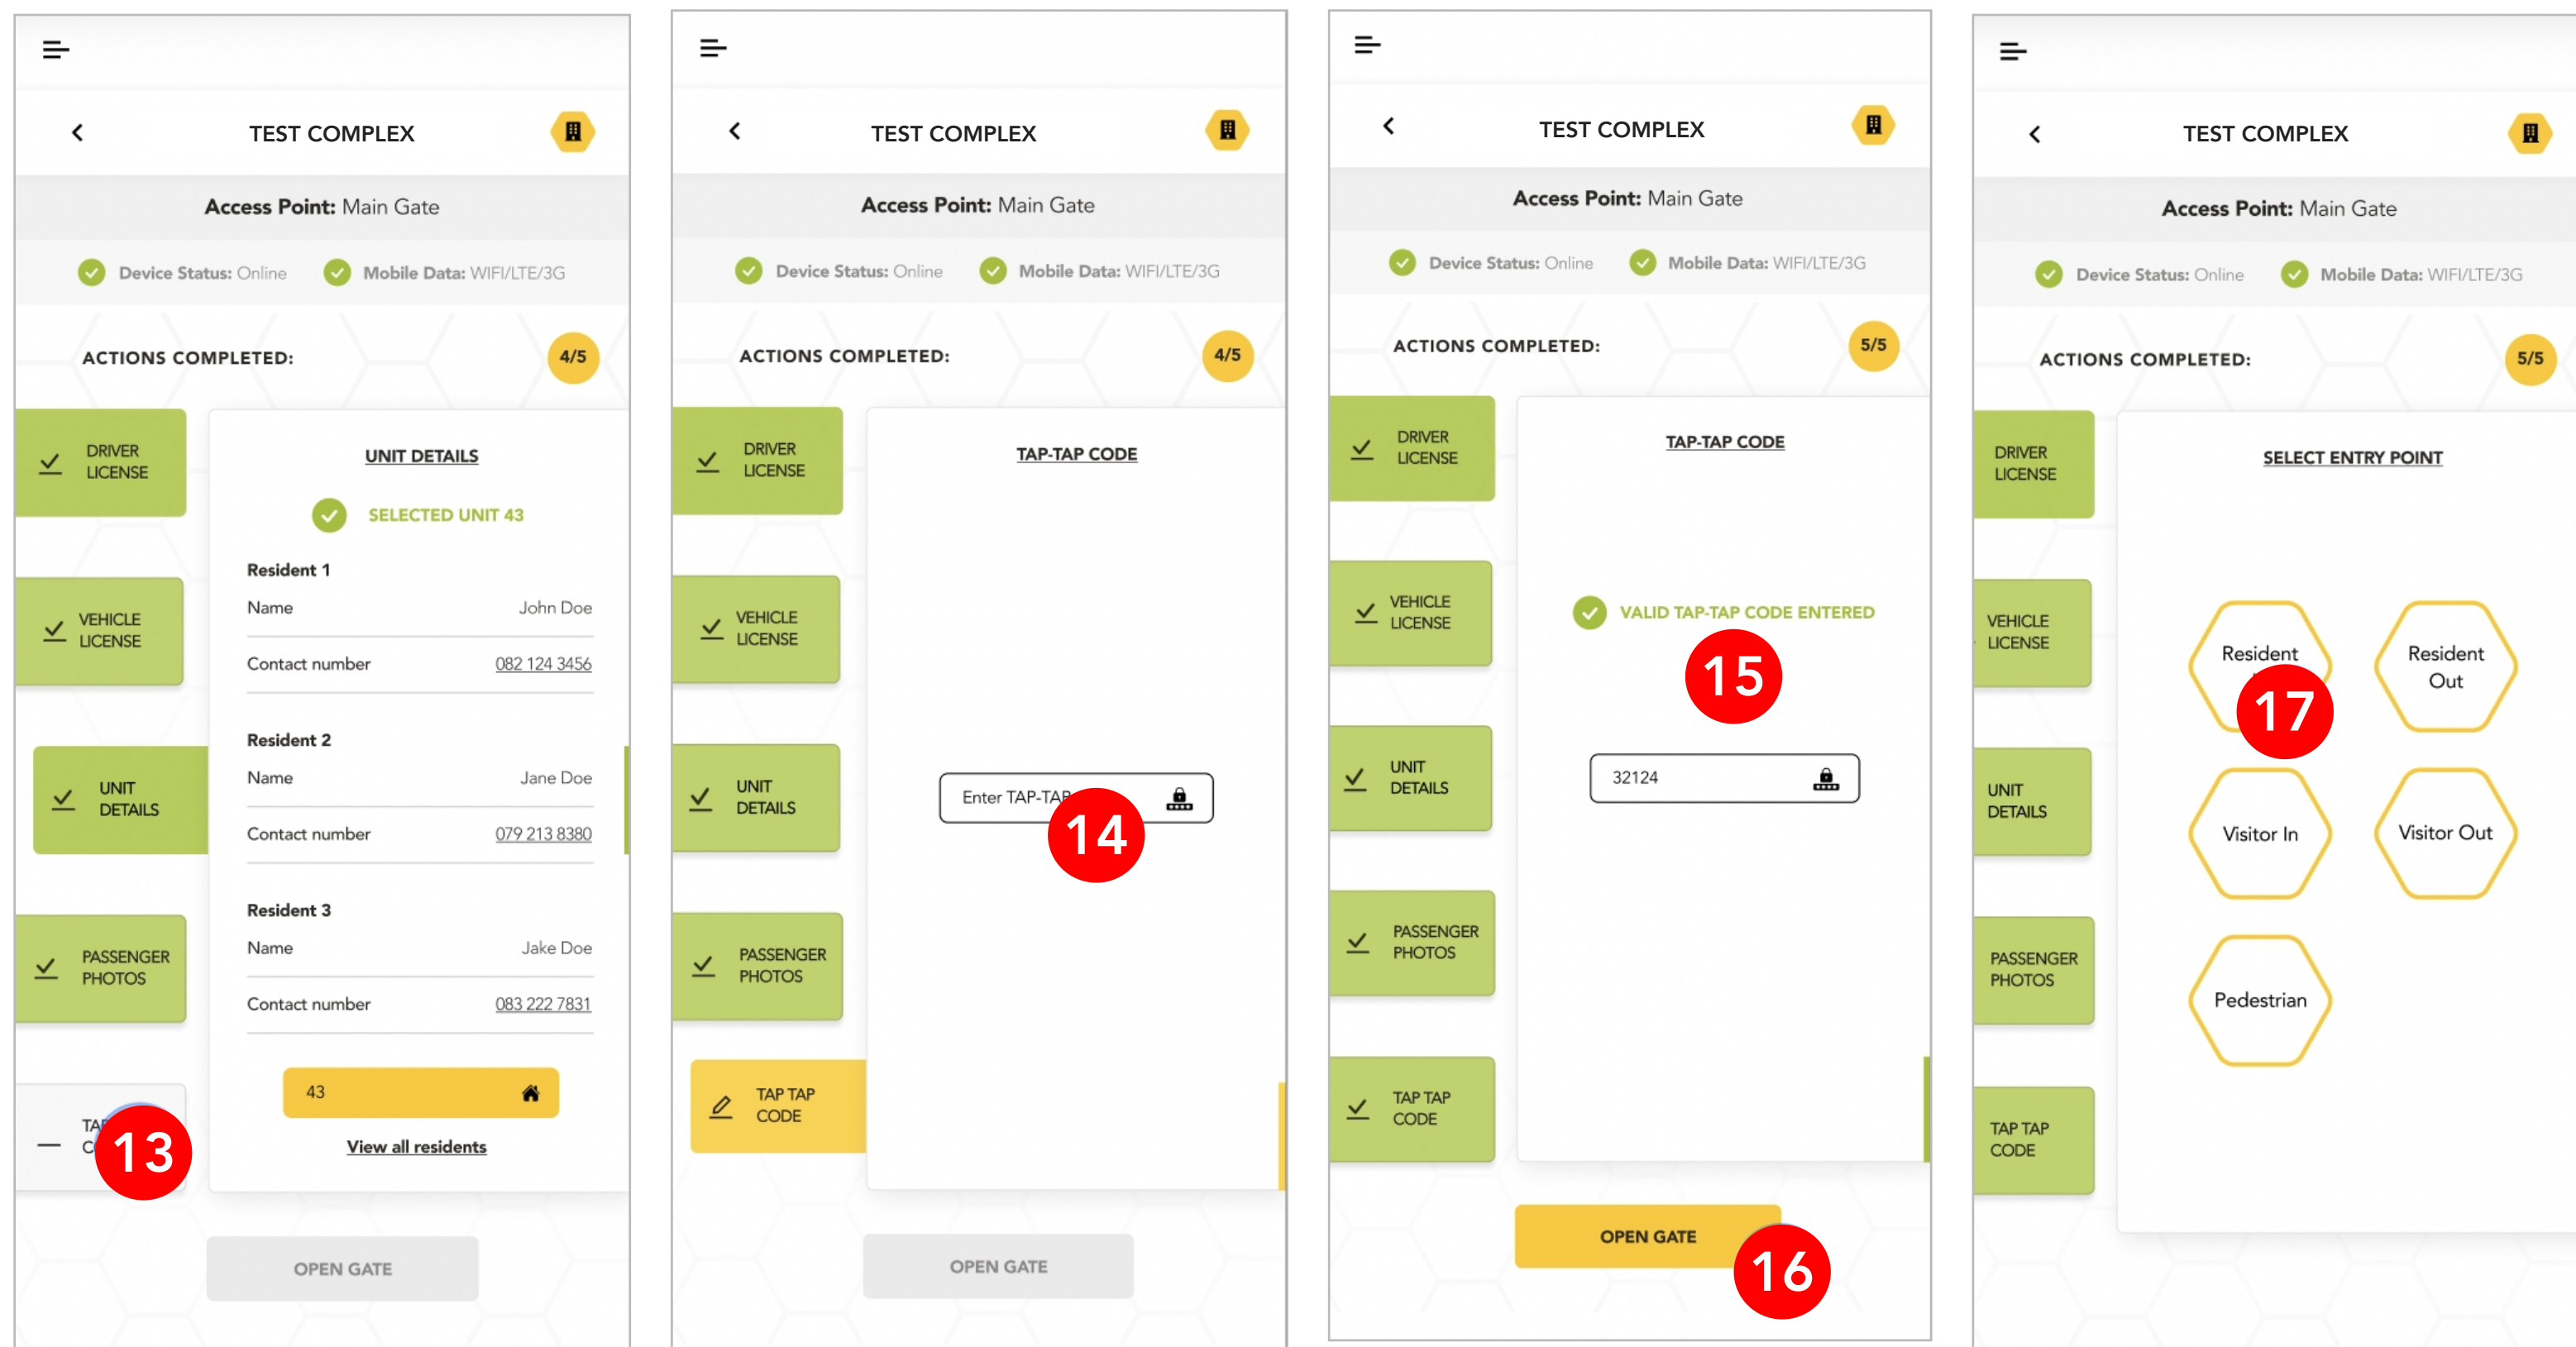 TEST COMPLEX
Access Point: Main Gate
Device Status: Online
Mobile Data: WIFI/LTE/3G
ACTIONS COMPLETED:
4/5
DRIVER
LICENSE
VEHICLE
LICENSE
UNIT
DETAILS
PASSENGER
PHOTOS
13
UNIT DETAILS
SELECTED UNIT 43
Resident 1
Name John Doe
Contact number 082 124 3456
Resident 2
Name Jane Doe
Contact number 079 213 8380
Resident 3
Name Jake Doe
Contact number 083 222 7831
43
View all residents
OPEN GATE
TEST COMPLEX
Access Point: Main Gate
Device Status: Online
Mobile Data: WIFI/LTE/3G
ACTIONS COMPLETED:
4/5
DRIVER
LICENSE
VEHICLE
LICENSE
UNIT
DETAILS
PASSENGER
PHOTOS
TAP TAP
CODE
TAP-TAP CODE
Enter TAP-TAP
14
OPEN GATE
TEST COMPLEX
Access Point: Main Gate
Device Status: Online
Mobile Data: WIFI/LTE/3G
ACTIONS COMPLETED:
5/5
DRIVER
LICENSE
VEHICLE
LICENSE
UNIT
DETAILS
PASSENGER
PHOTOS
TAP TAP
CODE
TAP-TAP CODE
VALID TAP-TAP CODE ENTERED
15
32124
OPEN GATE
16
TEST COMPLEX
Access Point: Main Gate
Device Status: Online
Mobile Data: WIFI/LTE/3G
ACTIONS COMPLETED:
5/5
DRIVER
LICENSE
VEHICLE
LICENSE
UNIT
DETAILS
PASSENGER
PHOTOS
TAP TAP
CODE
SELECT ENTRY POINT
Resident
17
Resident
Out
Visitor In
Visitor Out
Pedestrian